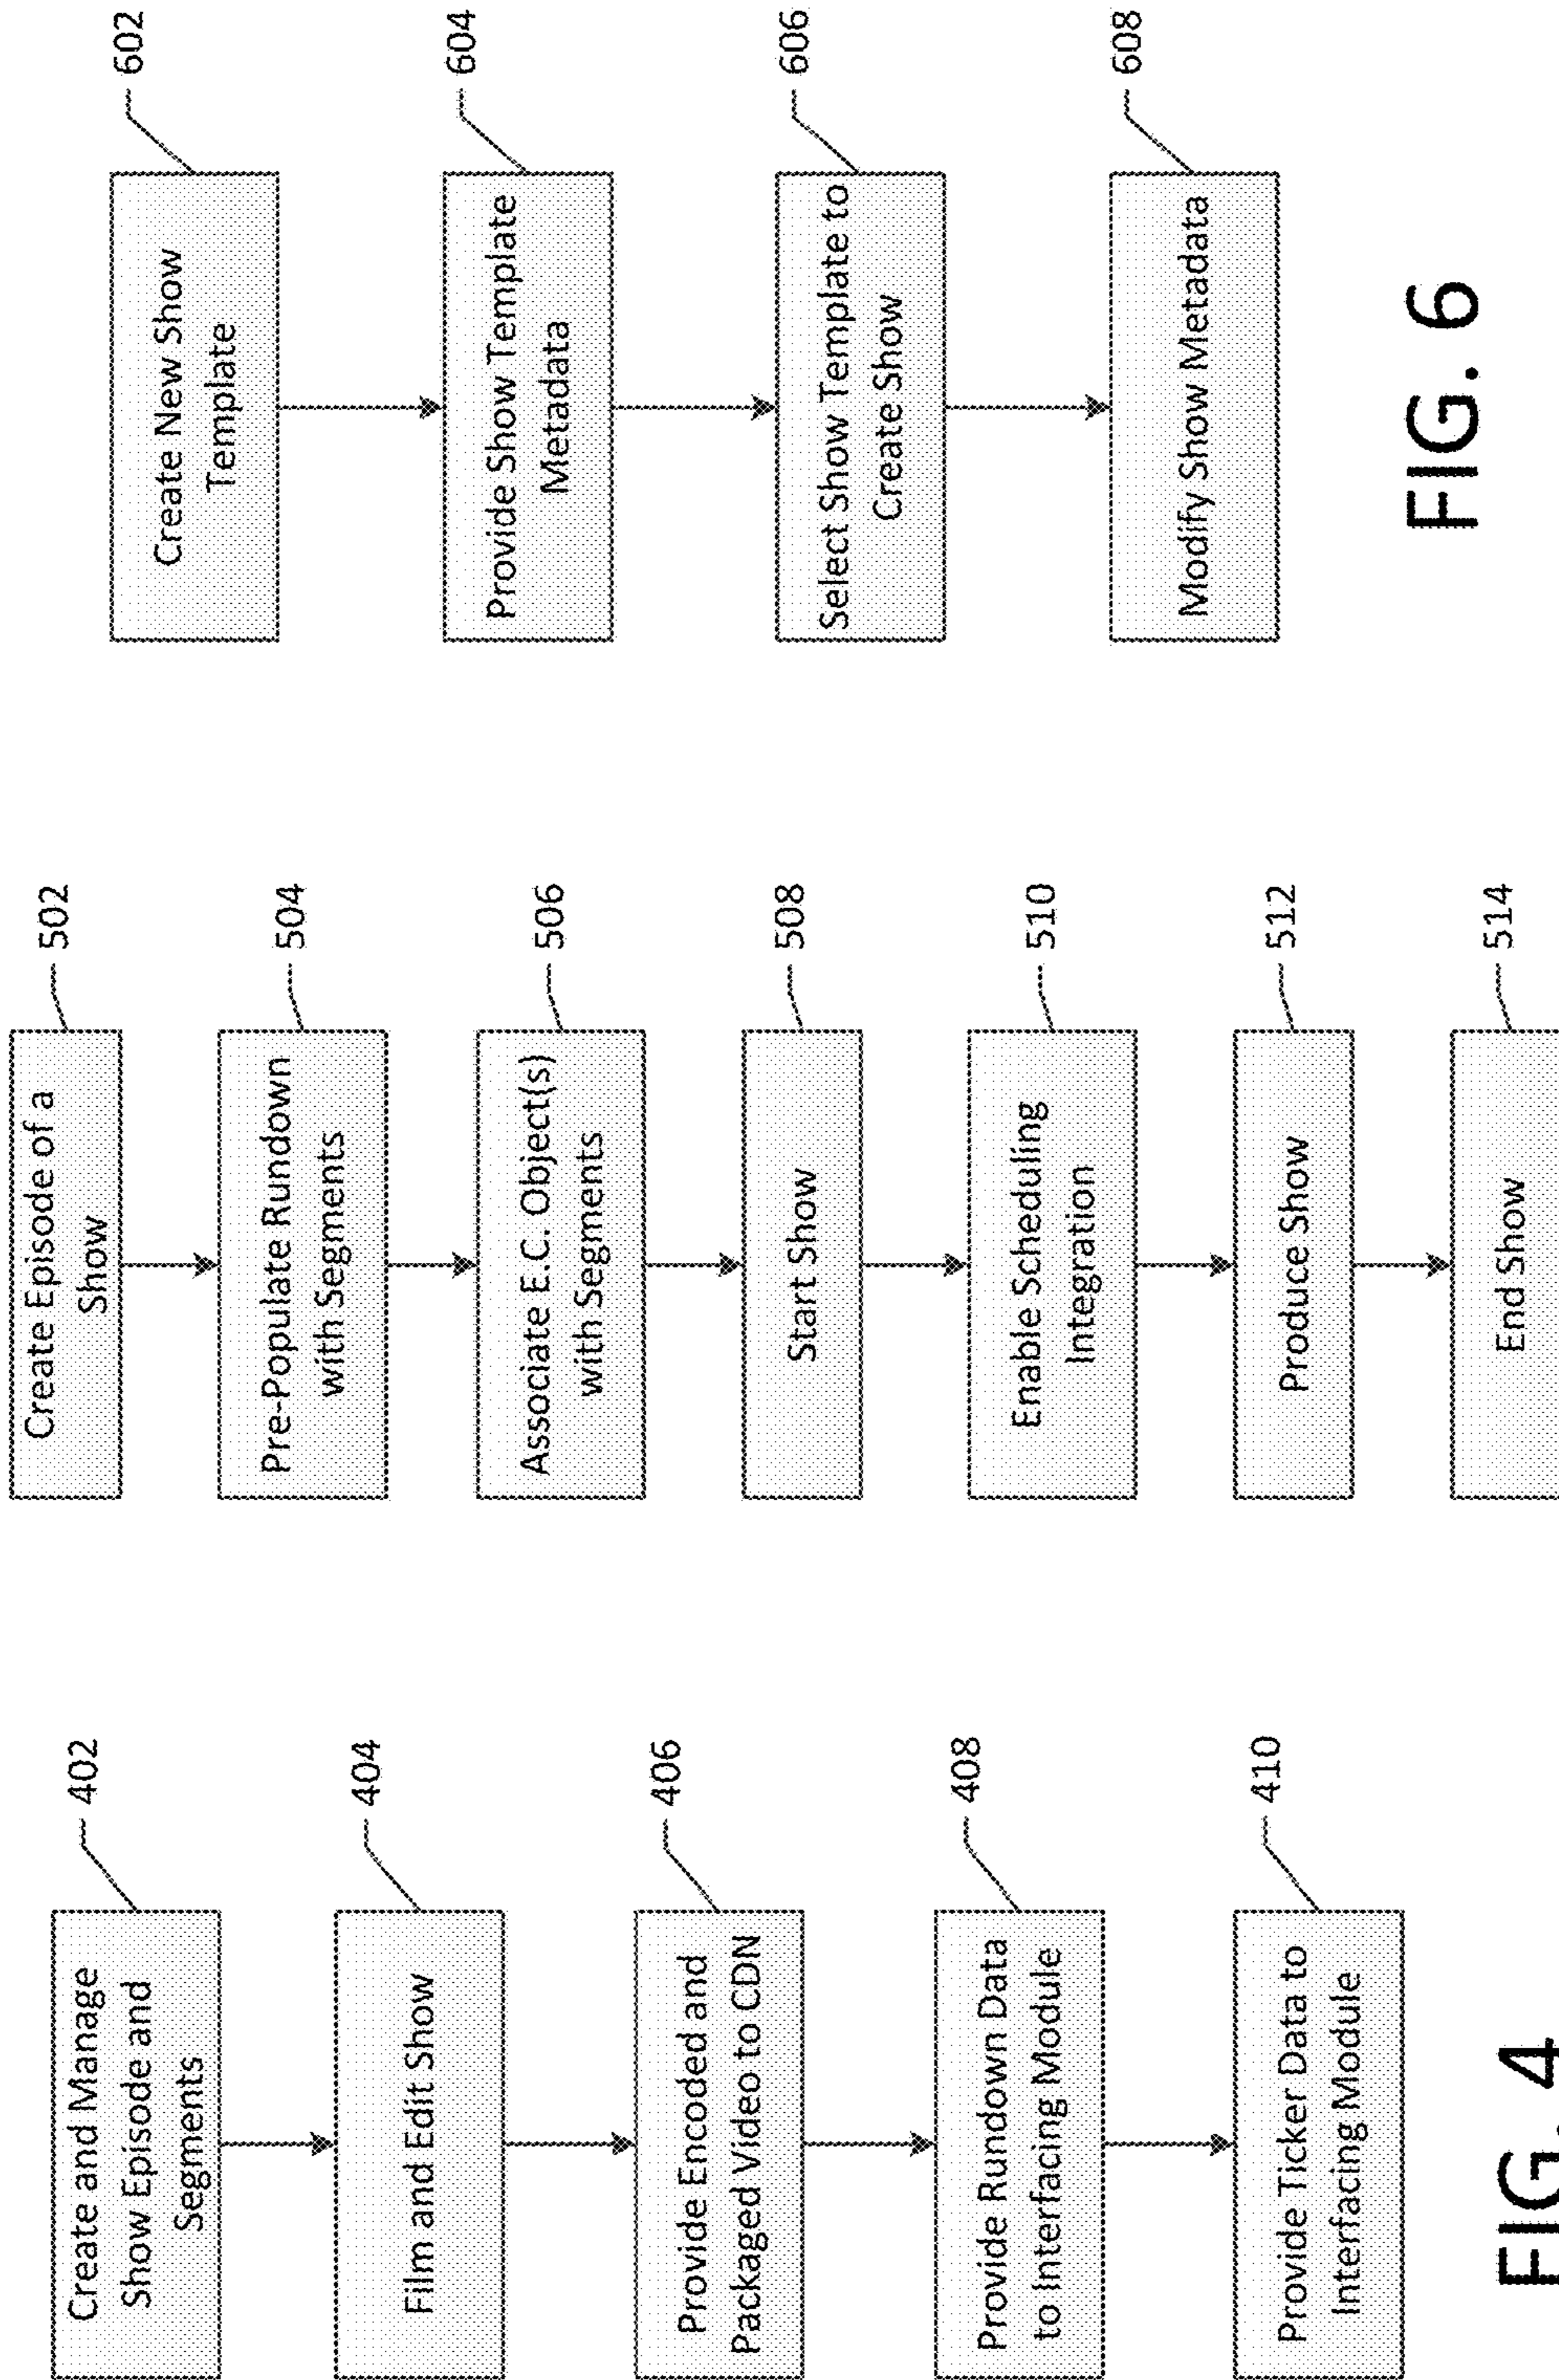 Create and Manage
Show Episode and
Segments
402
Film and Edit Show
404
Provide Encoded and
Packaged Video to CDN
406
Provide Rundown Data
to Interfacing Module
408
Provide Ticker Data to
Interfacing Module
410
FIG. 4
Create Episode of a
Show
502
Pre-Populate Rundown
with Segments
504
Associate E.C. Object(s)
with Segments
506
Start Show
508
Enable Scheduling
Integration
510
Produce Show
512
End Show
514
Create New Show
Template
602
Provide Show Template
Metadata
604
Select Show Template to
Create Show
606
Modify Show Metadata
608
FIG. 6